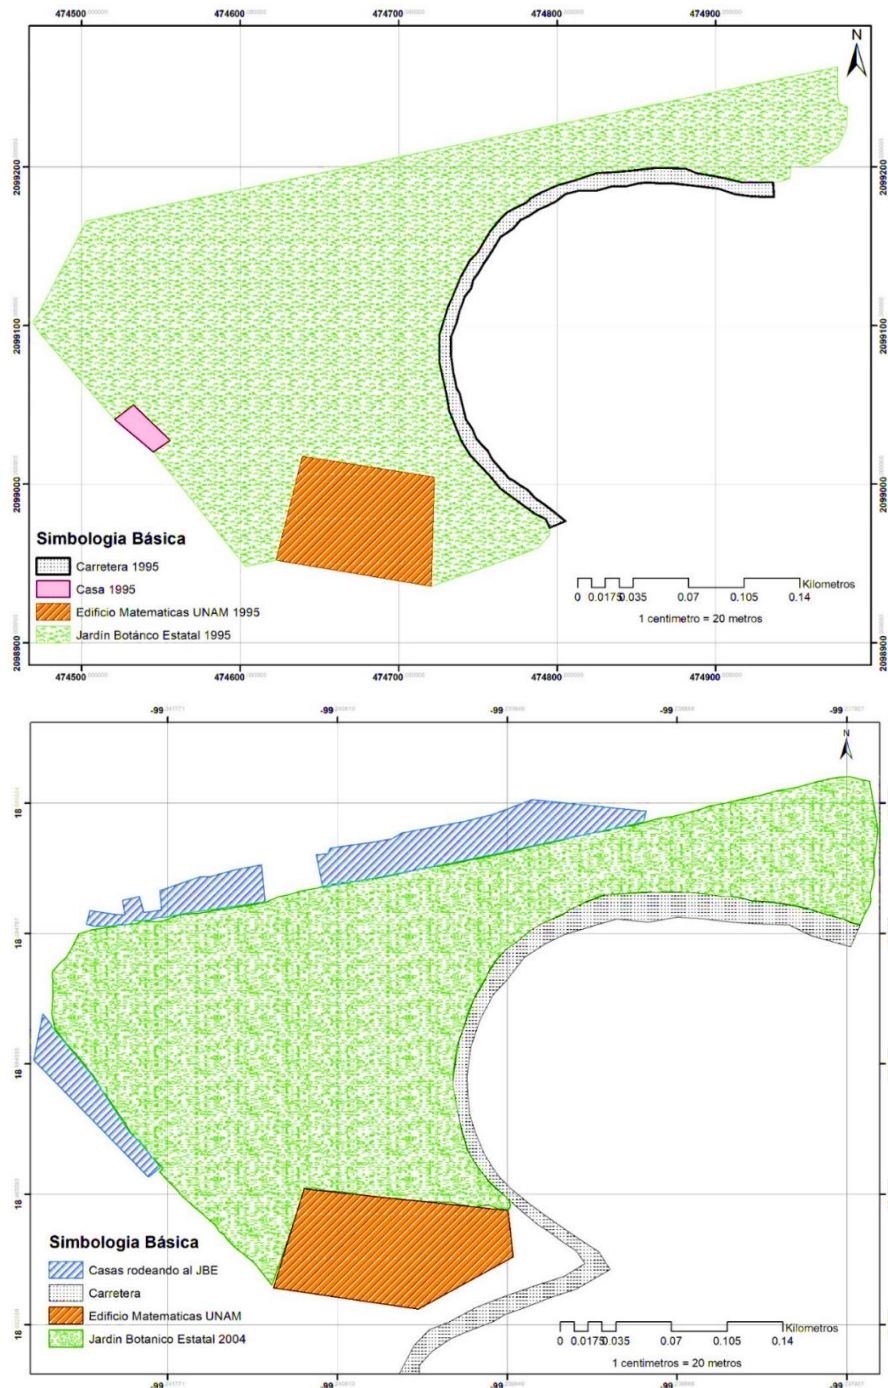 474500 474600 474700 474800 474900
N
2099200
2099100
2099000
2098900
Simbologia Básica
Carretera 1995
Casa 1995
Edificio Matematicas UNAM 1995
Jardín Botánco Estatal 1995
Kilometros
0 0.0175 0.035 0.07 0.105 0.14
1 centimetro = 20 metros
474500 474600 474700 474800 474900
-99 -99 -99 -99 -99
N
18
18
18
18
18
Simbologia Básica
Casas rodeando al JBE
Carretera
Edificio Matematicas UNAM
Jardin Botanico Estatal 2004
Kilometros
0 0.0175 0.035 0.07 0.105 0.14
1 centimetros = 20 metros
-99 -99 -99 -99 -99